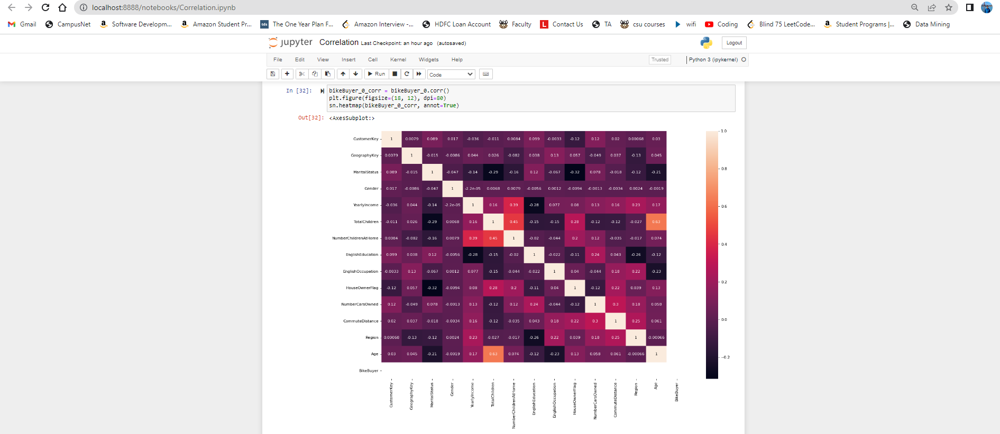 localhost:8888/notebooks/Correlation.ipynb
Gmail CampusNet Software Developm... Amazon Student Pr... tds The One Year Plan F... Amazon Interview -... HDFC Loan Account Faculty L Contact Us TA csu courses wifi Coding Blind 75 LeetCode... Student Programs |... Data Mining
jupyter Correlation Last Checkpoint: an hour ago (autosaved) Logout
File Edit View Insert Cell Kernel Widgets Help Trusted Python 3 (ipykernel)
Run Code
In [32]: bikeBuyer_0_corr = bikeBuyer_0.corr()
plt.figure(figsize=(18, 12), dpi=80)
sn.heatmap(bikeBuyer_0_corr, annot=True)
Out[32]: <AxesSubplot:>
CustomerKey 1 0.0079 0.089 0.017 -0.036 -0.011 0.0084 0.099 -0.0033 -0.12 0.12 0.02 0.00068 0.03
GeographyKey 0.0079 1 -0.015 -0.0086 0.044 0.026 -0.082 0.038 0.13 0.057 -0.049 0.037 -0.13 0.045
MaritalStatus 0.089 -0.015 1 -0.047 -0.14 -0.29 -0.16 0.12 -0.067 -0.32 0.078 -0.018 -0.12 -0.21
Gender 0.017 -0.0086 -0.047 1 -2.2e-05 0.0068 0.0079 -0.0056 0.0012 -0.0094 -0.0013 -0.0034 0.0024 -0.0019
YearlyIncome -0.036 0.044 -0.14 -2.2e-05 1 0.16 0.39 -0.28 0.077 0.08 0.13 0.16 0.23 0.17
TotalChildren -0.011 0.026 -0.29 0.0068 0.16 1 0.45 -0.15 -0.15 0.28 -0.12 -0.12 -0.027 0.63
NumberChildrenAtHome 0.0084 -0.082 -0.16 0.0079 0.39 0.45 1 -0.02 -0.044 0.2 0.12 -0.035 -0.017 0.074
EnglishEducation 0.099 0.038 0.12 -0.0056 -0.28 -0.15 -0.02 1 -0.022 -0.11 0.24 0.043 -0.26 -0.12
EnglishOccupation -0.0033 0.13 -0.067 0.0012 0.077 -0.15 -0.044 -0.022 1 0.04 -0.044 0.18 0.22 -0.23
HouseOwnerFlag -0.12 0.057 -0.32 -0.0094 0.08 0.28 0.2 -0.11 0.04 1 -0.12 0.22 0.039 0.13
NumberCarsOwned 0.12 -0.049 0.078 -0.0013 0.13 -0.12 0.12 0.24 -0.044 -0.12 1 0.3 0.18 0.058
CommuteDistance 0.02 0.037 -0.018 -0.0034 0.16 -0.12 -0.035 0.043 0.18 0.22 0.3 1 0.25 0.061
Region 0.00068 -0.13 -0.12 0.0024 0.23 -0.027 -0.017 -0.26 0.22 0.039 0.18 0.25 1 -0.00066
Age 0.03 0.045 -0.21 -0.0019 0.17 0.63 0.074 -0.12 -0.23 0.13 0.058 0.061 -0.00066 1
BikeBuyer
CustomerKey
GeographyKey
MaritalStatus
Gender
YearlyIncome
TotalChildren
NumberChildrenAtHome
EnglishEducation
EnglishOccupation
HouseOwnerFlag
NumberCarsOwned
CommuteDistance
Region
Age
BikeBuyer
1.0
0.8
0.6
0.4
0.2
0.0
-0.2